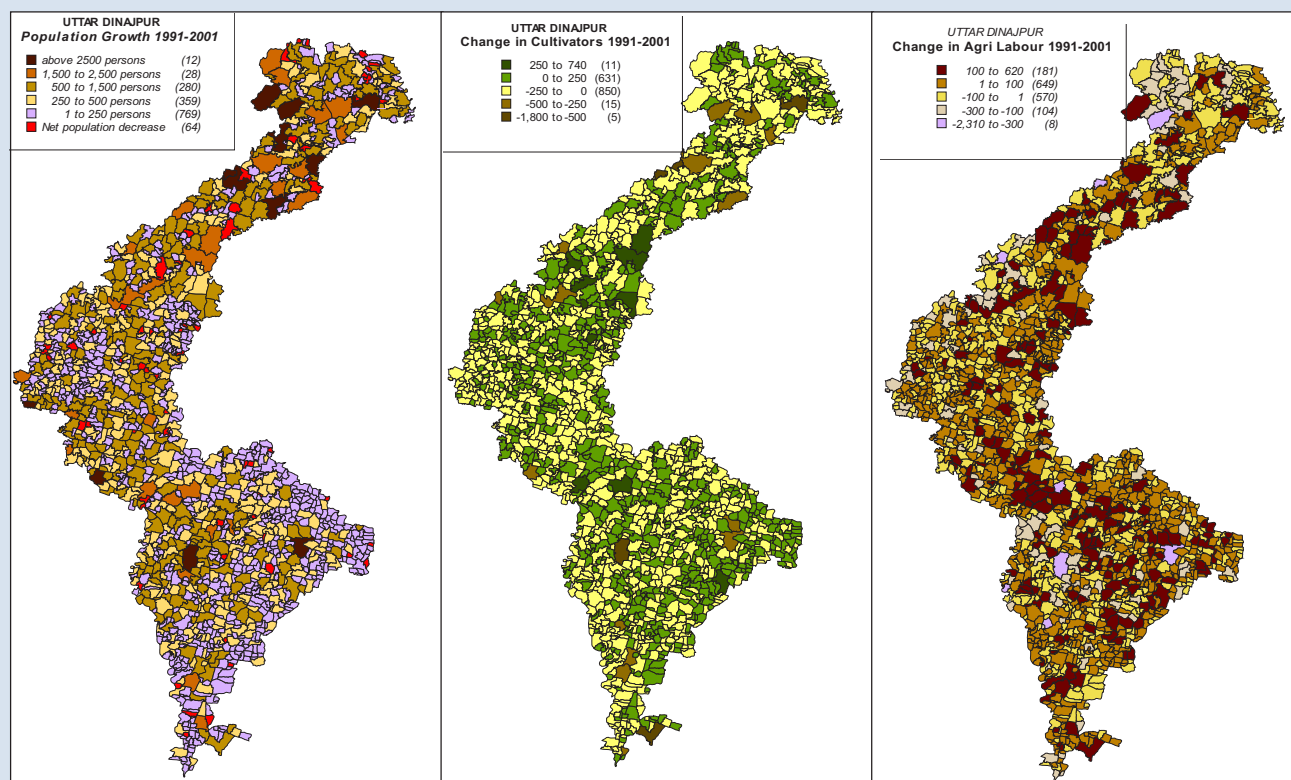 UTTAR DINAJPUR
Population Growth 1991-2001
above 2500 persons (12)
1,500 to 2,500 persons (28)
500 to 1,500 persons (280)
250 to 500 persons (359)
1 to 250 persons (769)
Net population decrease (64)
UTTAR DINAJPUR
Change in Cultivators 1991-2001
250 to 740 (11)
0 to 250 (631)
-250 to 0 (850)
-500 to -250 (15)
-1,800 to -500 (5)
UTTAR DINAJPUR
Change in Agri Labour 1991-2001
100 to 620 (181)
1 to 100 (649)
-100 to 1 (570)
-300 to -100 (104)
-2,310 to -300 (8)